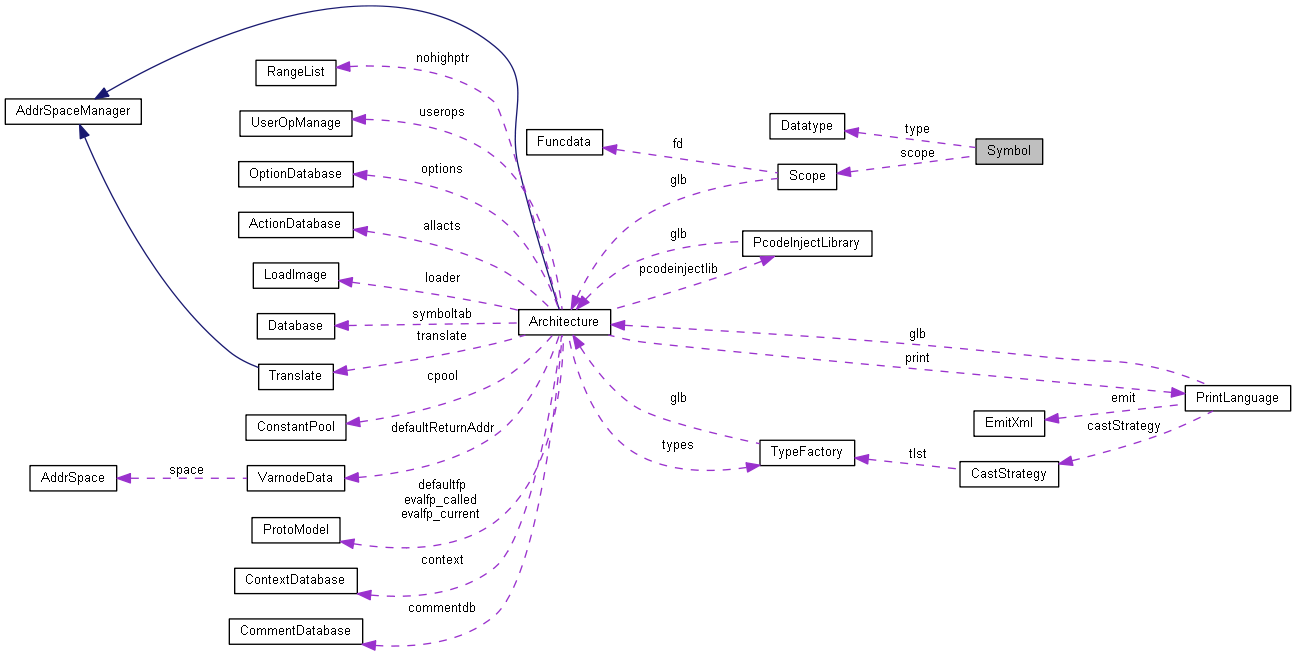 nohighptr
RangeList
AddrSpaceManager
userops
UserOpManage
Datatype
type
Funcdata
fd
scope
Symbol
options
OptionDatabase
Scope
glb
allacts
ActionDatabase
glb
PcodeInjectLibrary
pcodeinjectlib
loader
LoadImage
symboltab
Database
Architecture
translate
glb
print
Translate
cpool
glb
emit
PrintLanguage
ConstantPool
defaultReturnAddr
EmitXml
castStrategy
types
TypeFactory
tlst
CastStrategy
AddrSpace
space
VarnodeData
defaultfp
evalfp_called
evalfp_current
ProtoModel
context
ContextDatabase
commentdb
CommentDatabase